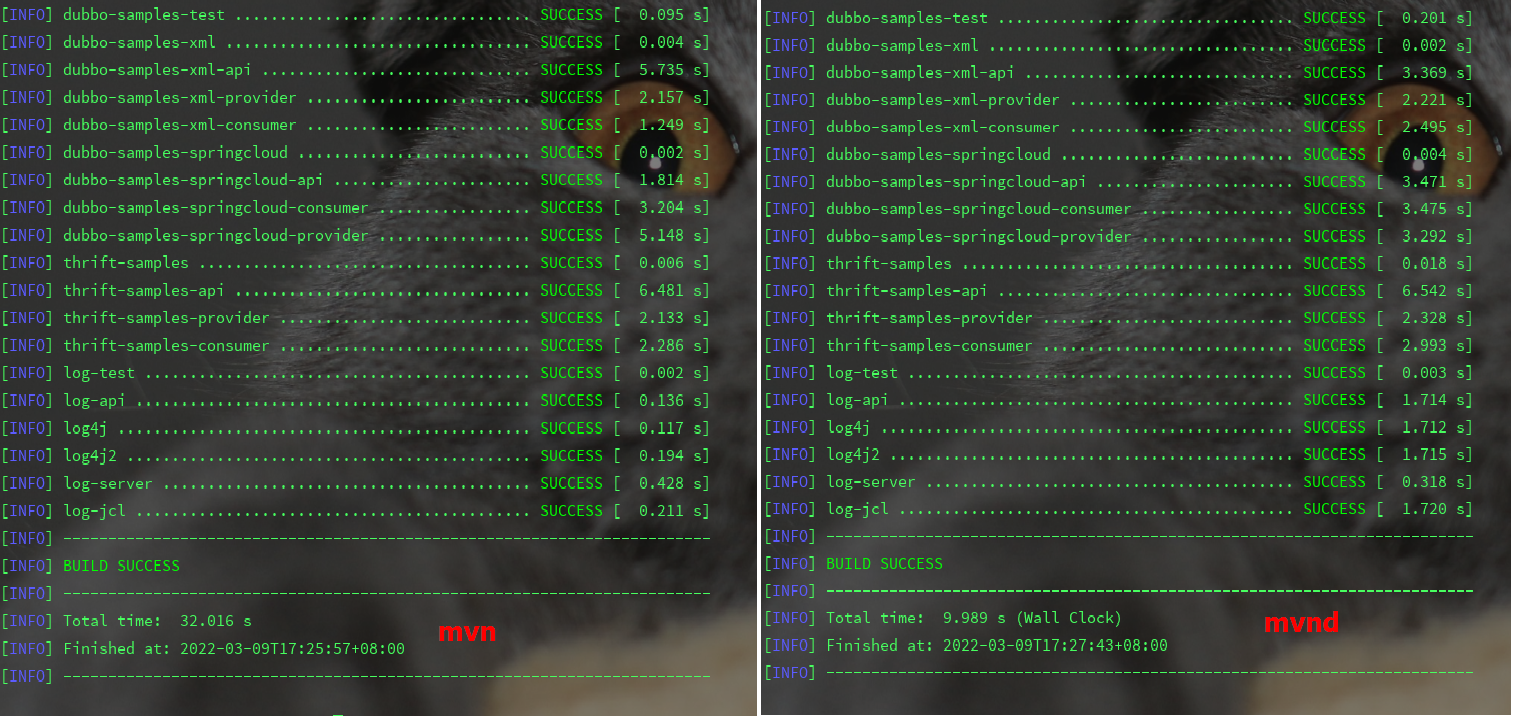 [INFO] dubbo-samples-test ................................. SUCCESS [  0.095 s]
[INFO] dubbo-samples-xml .................................. SUCCESS [  0.004 s]
[INFO] dubbo-samples-xml-api .............................. SUCCESS [  5.735 s]
[INFO] dubbo-samples-xml-provider ......................... SUCCESS [  2.157 s]
[INFO] dubbo-samples-xml-consumer ......................... SUCCESS [  1.249 s]
[INFO] dubbo-samples-springcloud .......................... SUCCESS [  0.002 s]
[INFO] dubbo-samples-springcloud-api ...................... SUCCESS [  1.814 s]
[INFO] dubbo-samples-springcloud-consumer ................. SUCCESS [  3.204 s]
[INFO] dubbo-samples-springcloud-provider ................. SUCCESS [  5.148 s]
[INFO] thrift-samples ..................................... SUCCESS [  0.006 s]
[INFO] thrift-samples-api ................................. SUCCESS [  6.481 s]
[INFO] thrift-samples-provider ............................ SUCCESS [  2.133 s]
[INFO] thrift-samples-consumer ............................ SUCCESS [  2.286 s]
[INFO] log-test ........................................... SUCCESS [  0.002 s]
[INFO] log-api ............................................ SUCCESS [  0.136 s]
[INFO] log4j .............................................. SUCCESS [  0.117 s]
[INFO] log4j2 ............................................. SUCCESS [  0.194 s]
[INFO] log-server ......................................... SUCCESS [  0.428 s]
[INFO] log-jcl ............................................ SUCCESS [  0.211 s]
[INFO] ------------------------------------------------------------------------
[INFO] BUILD SUCCESS
[INFO] ------------------------------------------------------------------------
[INFO] Total time:  32.016 s
mvn
[INFO] Finished at: 2022-03-09T17:25:57+08:00
[INFO] ------------------------------------------------------------------------
[INFO] dubbo-samples-test ................................. SUCCESS [  0.201 s]
[INFO] dubbo-samples-xml .................................. SUCCESS [  0.002 s]
[INFO] dubbo-samples-xml-api .............................. SUCCESS [  3.369 s]
[INFO] dubbo-samples-xml-provider ......................... SUCCESS [  2.221 s]
[INFO] dubbo-samples-xml-consumer ......................... SUCCESS [  2.495 s]
[INFO] dubbo-samples-springcloud .......................... SUCCESS [  0.004 s]
[INFO] dubbo-samples-springcloud-api ...................... SUCCESS [  3.471 s]
[INFO] dubbo-samples-springcloud-consumer ................. SUCCESS [  3.475 s]
[INFO] dubbo-samples-springcloud-provider ................. SUCCESS [  3.292 s]
[INFO] thrift-samples ..................................... SUCCESS [  0.018 s]
[INFO] thrift-samples-api ................................. SUCCESS [  6.542 s]
[INFO] thrift-samples-provider ............................ SUCCESS [  2.328 s]
[INFO] thrift-samples-consumer ............................ SUCCESS [  2.993 s]
[INFO] log-test ........................................... SUCCESS [  0.003 s]
[INFO] log-api ............................................ SUCCESS [  1.714 s]
[INFO] log4j .............................................. SUCCESS [  1.712 s]
[INFO] log4j2 ............................................. SUCCESS [  1.715 s]
[INFO] log-server ......................................... SUCCESS [  0.318 s]
[INFO] log-jcl ............................................ SUCCESS [  1.720 s]
[INFO] ------------------------------------------------------------------------
[INFO] BUILD SUCCESS
[INFO] ------------------------------------------------------------------------
[INFO] Total time:  9.989 s (Wall Clock)
mvnd
[INFO] Finished at: 2022-03-09T17:27:43+08:00
[INFO] ------------------------------------------------------------------------